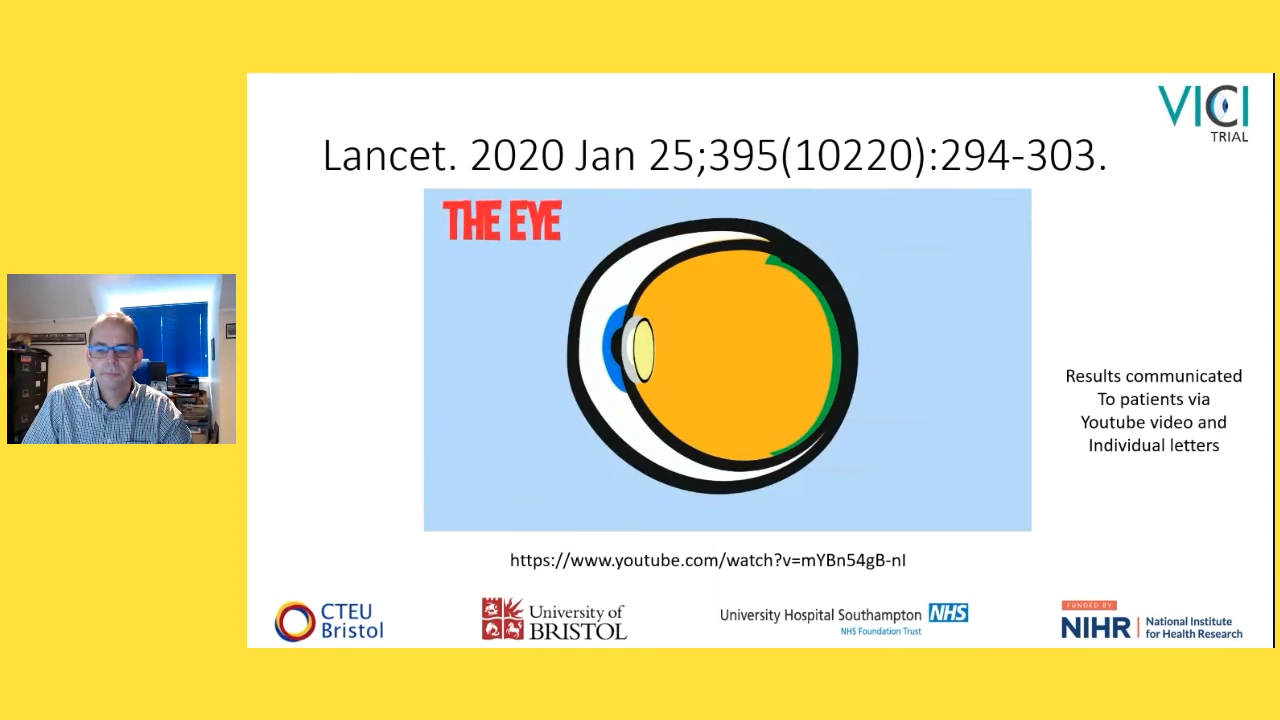 VICI
TRIAL
Lancet. 2020 Jan 25;395(10220):294-303.
THE EYE
Results communicated
To patients via
Youtube video and
Individual letters
https://www.youtube.com/watch?v=mYBn54gB-nI
CTEU
Bristol
University of
BRISTOL
University Hospital Southampton NHS
NHS Foundation Trust
FUNDED BY
NIHR National Institute
for Health Research